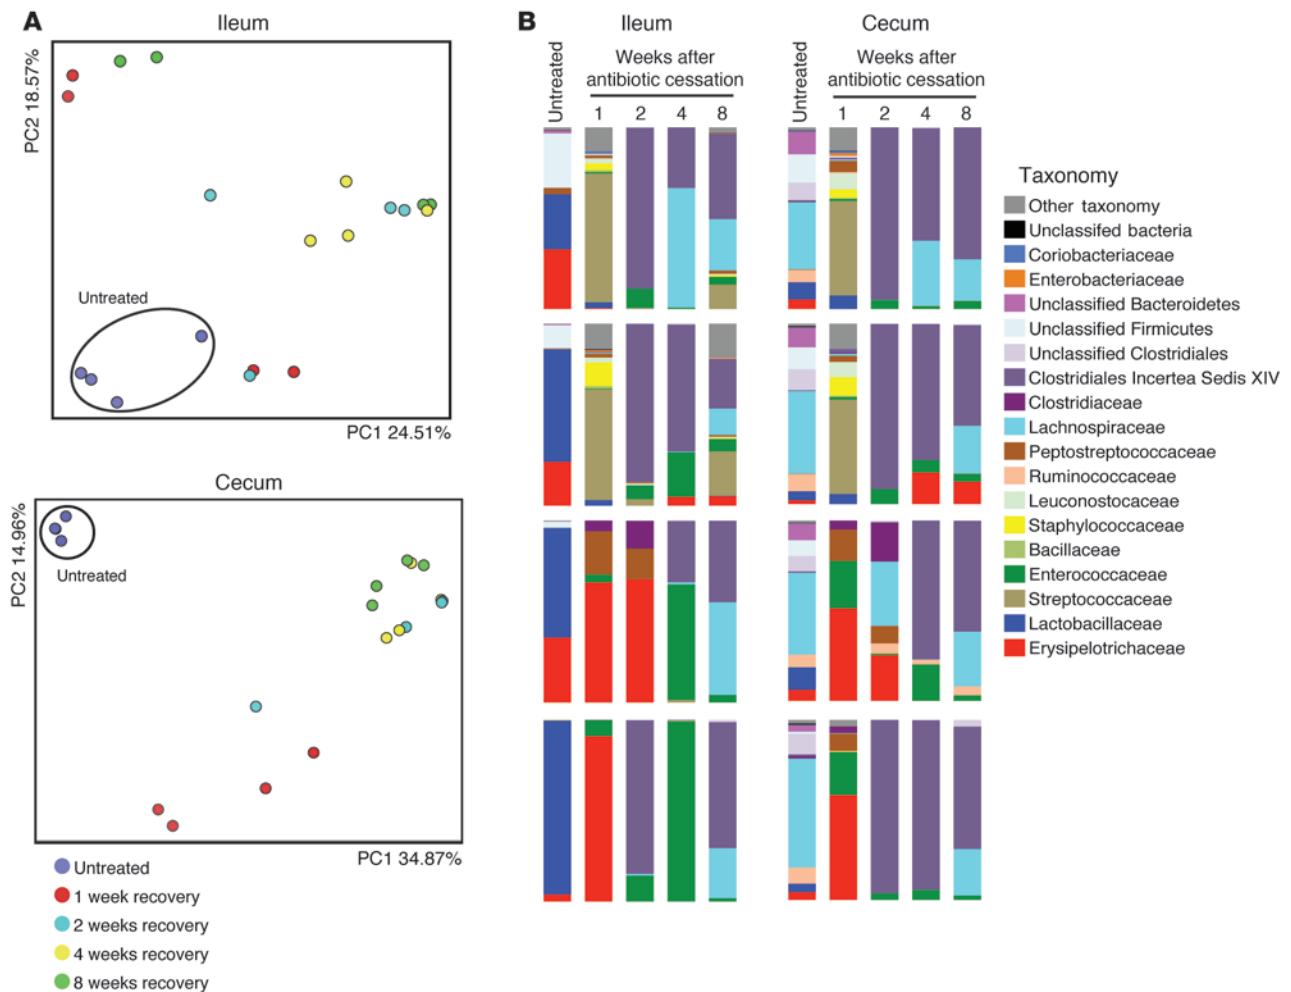 A
Ileum
PC2 18.57%
Untreated
PC1 24.51%
Cecum
PC2 14.96%
Untreated
PC1 34.87%
Untreated
1 week recovery
2 weeks recovery
4 weeks recovery
8 weeks recovery
B
Ileum
Cecum
Untreated
Weeks after
antibiotic cessation
1 2 4 8
Untreated
Weeks after
antibiotic cessation
1 2 4 8
Taxonomy
Other taxonomy
Unclassifed bacteria
Coriobacteriaceae
Enterobacteriaceae
Unclassified Bacteroidetes
Unclassified Firmicutes
Unclassified Clostridiales
Clostridiales Incertea Sedis XIV
Clostridiaceae
Lachnospiraceae
Peptostreptococcaceae
Ruminococcaceae
Leuconostocaceae
Staphylococcaceae
Bacillaceae
Enterococcaceae
Streptococcaceae
Lactobacillaceae
Erysipelotrichaceae